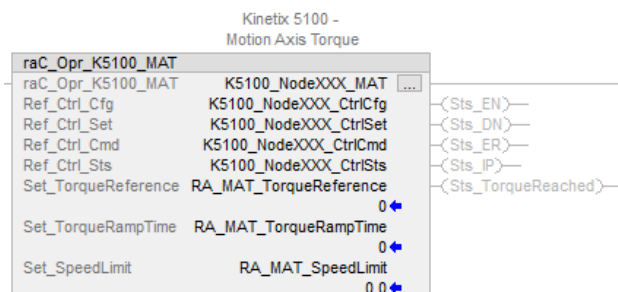 Kinetix 5100 -
Motion Axis Torque
raC_Opr_K5100_MAT
raC_Opr_K5100_MAT K5100_NodeXXX_MAT ...
Ref_Ctrl_Cfg K5100_NodeXXX_CtrlCfg (Sts_EN)
Ref_Ctrl_Set K5100_NodeXXX_CtrlSet (Sts_DN)
Ref_Ctrl_Cmd K5100_NodeXXX_CtrlCmd (Sts_ER)
Ref_Ctrl_Sts K5100_NodeXXX_CtrlSts (Sts_IP)
Set_TorqueReference RA_MAT_TorqueReference (Sts_TorqueReached)
0
Set_TorqueRampTime RA_MAT_TorqueRampTime
0
Set_SpeedLimit RA_MAT_SpeedLimit
0.0